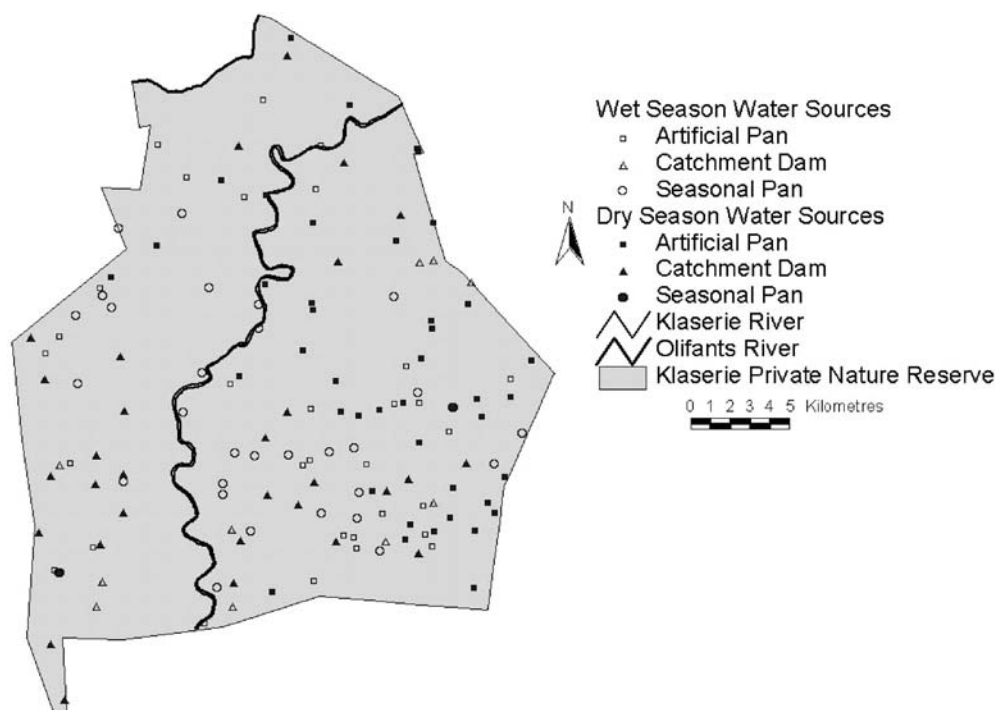 Wet Season Water Sources
Artificial Pan
Catchment Dam
Seasonal Pan
N
Dry Season Water Sources
Artificial Pan
Catchment Dam
Seasonal Pan
Klaserie River
Olifants River
Klaserie Private Nature Reserve
0 1 2 3 4 5 Kilometres